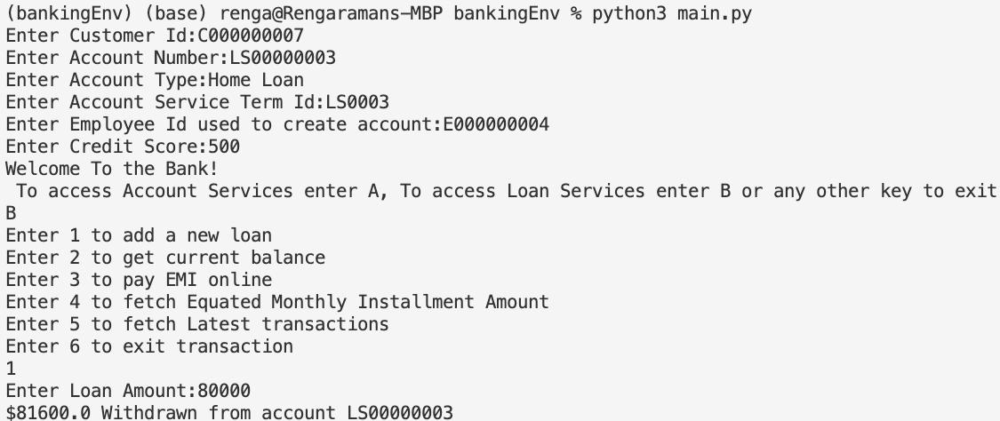 (bankingEnv) (base) renga@Rengaramans-MBP bankingEnv % python3 main.py
Enter Customer Id:C000000007
Enter Account Number:LS00000003
Enter Account Type:Home Loan
Enter Account Service Term Id:LS0003
Enter Employee Id used to create account:E000000004
Enter Credit Score:500
Welcome To the Bank!
 To access Account Services enter A, To access Loan Services enter B or any other key to exit
B
Enter 1 to add a new loan
Enter 2 to get current balance
Enter 3 to pay EMI online
Enter 4 to fetch Equated Monthly Installment Amount
Enter 5 to fetch Latest transactions
Enter 6 to exit transaction
1
Enter Loan Amount:80000
$81600.0 Withdrawn from account LS00000003